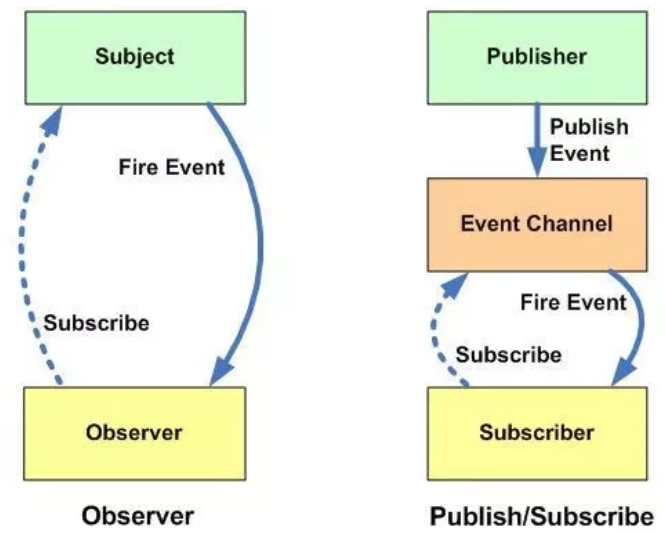 Subject
Fire Event
Subscribe
Observer
Observer
Publisher
Publish
Event
Event Channel
Fire Event
Subscribe
Subscriber
Publish/Subscribe